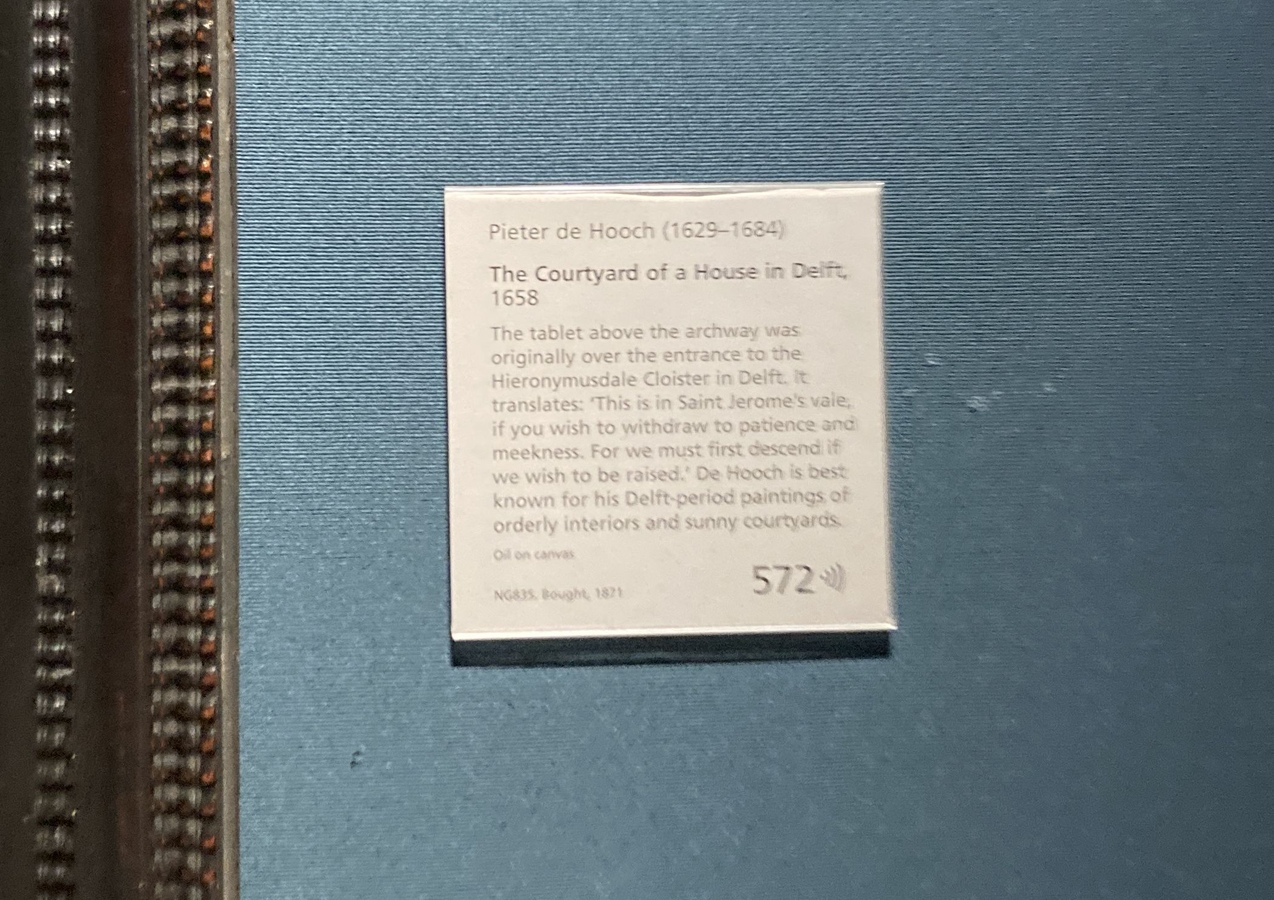 Pieter de Hooch (1629–1684)
The Courtyard of a House in Delft,
1658
The tablet above the archway was
originally over the entrance to the
Hieronymusdale Cloister in Delft. It
translates: ‘This is in Saint Jerome's vale,
if you wish to withdraw to patience and
meekness. For we must first descend if
we wish to be raised.’ De Hooch is best
known for his Delft-period paintings of
orderly interiors and sunny courtyards.
Oil on canvas
572
NG835. Bought, 1871